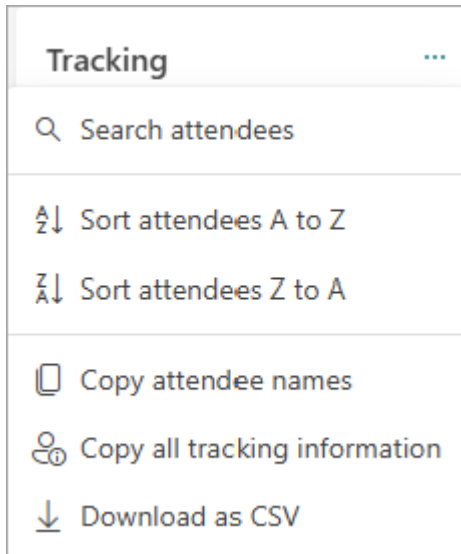 Tracking
Search attendees
Sort attendees A to Z
Sort attendees Z to A
Copy attendee names
Copy all tracking information
Download as CSV